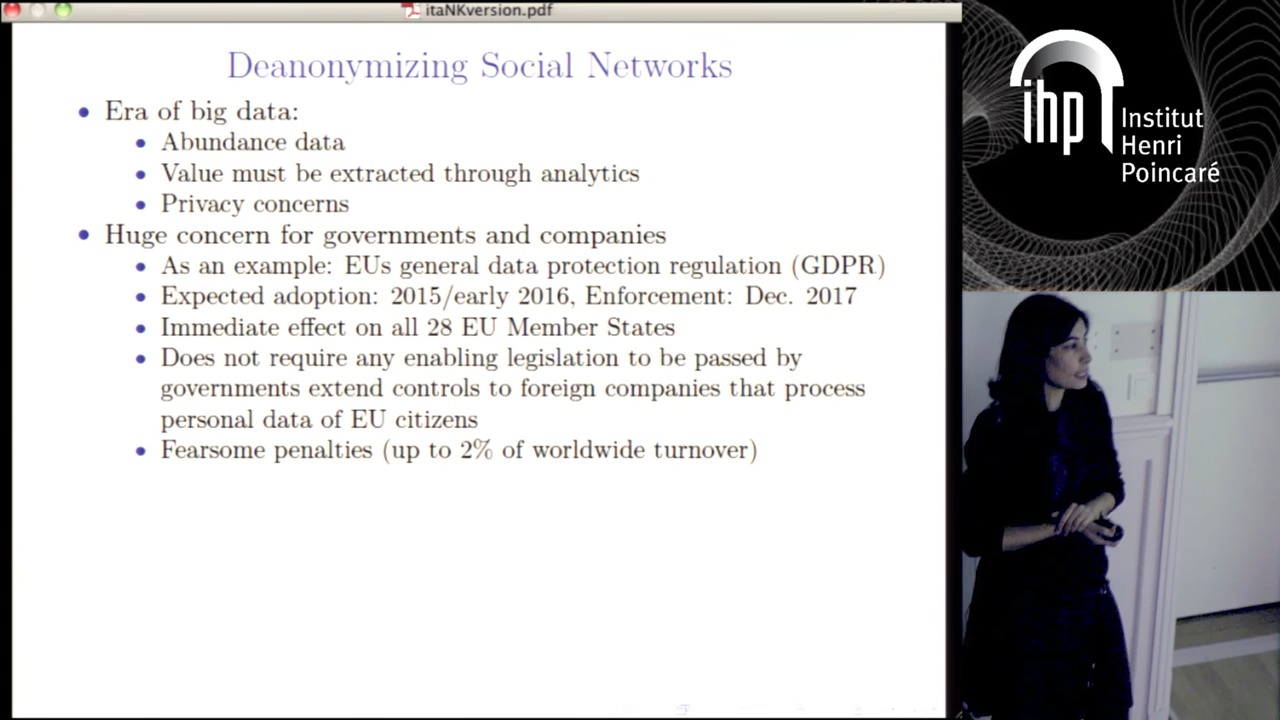 itaNKversion.pdf
Deanonymizing Social Networks
Era of big data:
Abundance data
Value must be extracted through analytics
Privacy concerns
Huge concern for governments and companies
As an example: EUs general data protection regulation (GDPR)
Expected adoption: 2015/early 2016, Enforcement: Dec. 2017
Immediate effect on all 28 EU Member States
Does not require any enabling legislation to be passed by
governments extend controls to foreign companies that process
personal data of EU citizens
Fearsome penalties (up to 2% of worldwide turnover)
ihp
Institut
Henri
Poincaré